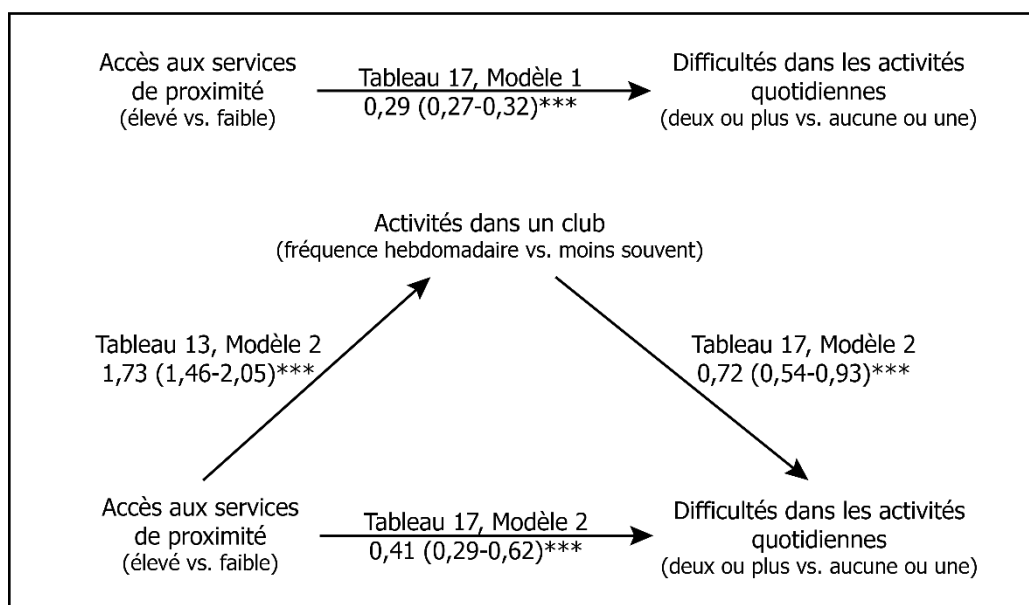 Accès aux services
de proximité
(élevé vs. faible)
Tableau 17, Modèle 1
0,29 (0,27-0,32)***
Difficultés dans les activités
quotidiennes
(deux ou plus vs. aucune ou une)
Activités dans un club
(fréquence hebdomadaire vs. moins souvent)
Tableau 13, Modèle 2
1,73 (1,46-2,05)***
Tableau 17, Modèle 2
0,72 (0,54-0,93)***
Accès aux services
de proximité
(élevé vs. faible)
Tableau 17, Modèle 2
0,41 (0,29-0,62)***
Difficultés dans les activités
quotidiennes
(deux ou plus vs. aucune ou une)